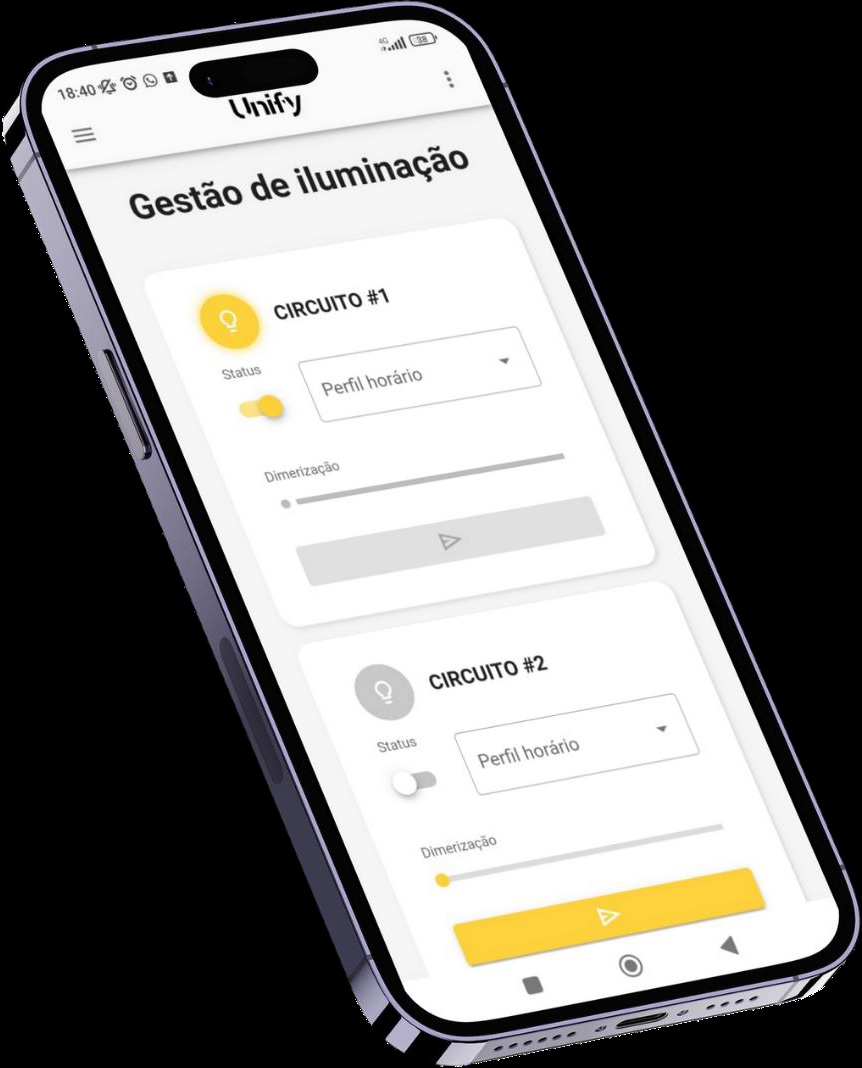 18:40
4G
38
Unify
Gestão de iluminação
CIRCUITO #1
Status
Perfil horário
Dimerização
CIRCUITO #2
Status
Perfil horário
Dimerização